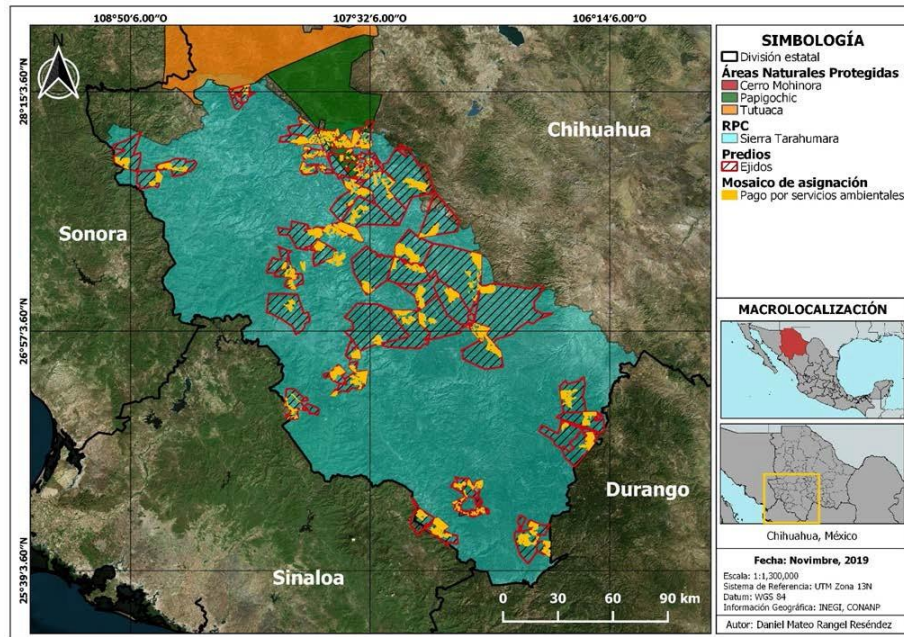 108°50'6.00"O
107°32'6.00"O
106°14'6.00"O
28°15'3.60"N
26°57'3.60"N
25°39'3.60"N
N
Chihuahua
Sonora
Durango
Sinaloa
0 30 60 90 km
SIMBOLOGÍA
División estatal
Áreas Naturales Protegidas
Cerro Mohinora
Papigochic
Tutuaca
RPC
Sierra Tarahumara
Predios
Ejidos
Mosaico de asignación
Pago por servicios ambientales
MACROLOCALIZACIÓN
Chihuahua, México
Fecha: Novimbre, 2019
Escala: 1:1,300,000
Sistema de Referencia: UTM Zona 13N
Datum: WGS 84
Información Geográfica: INEGI, CONANP
Autor: Daniel Mateo Rangel Reséndez